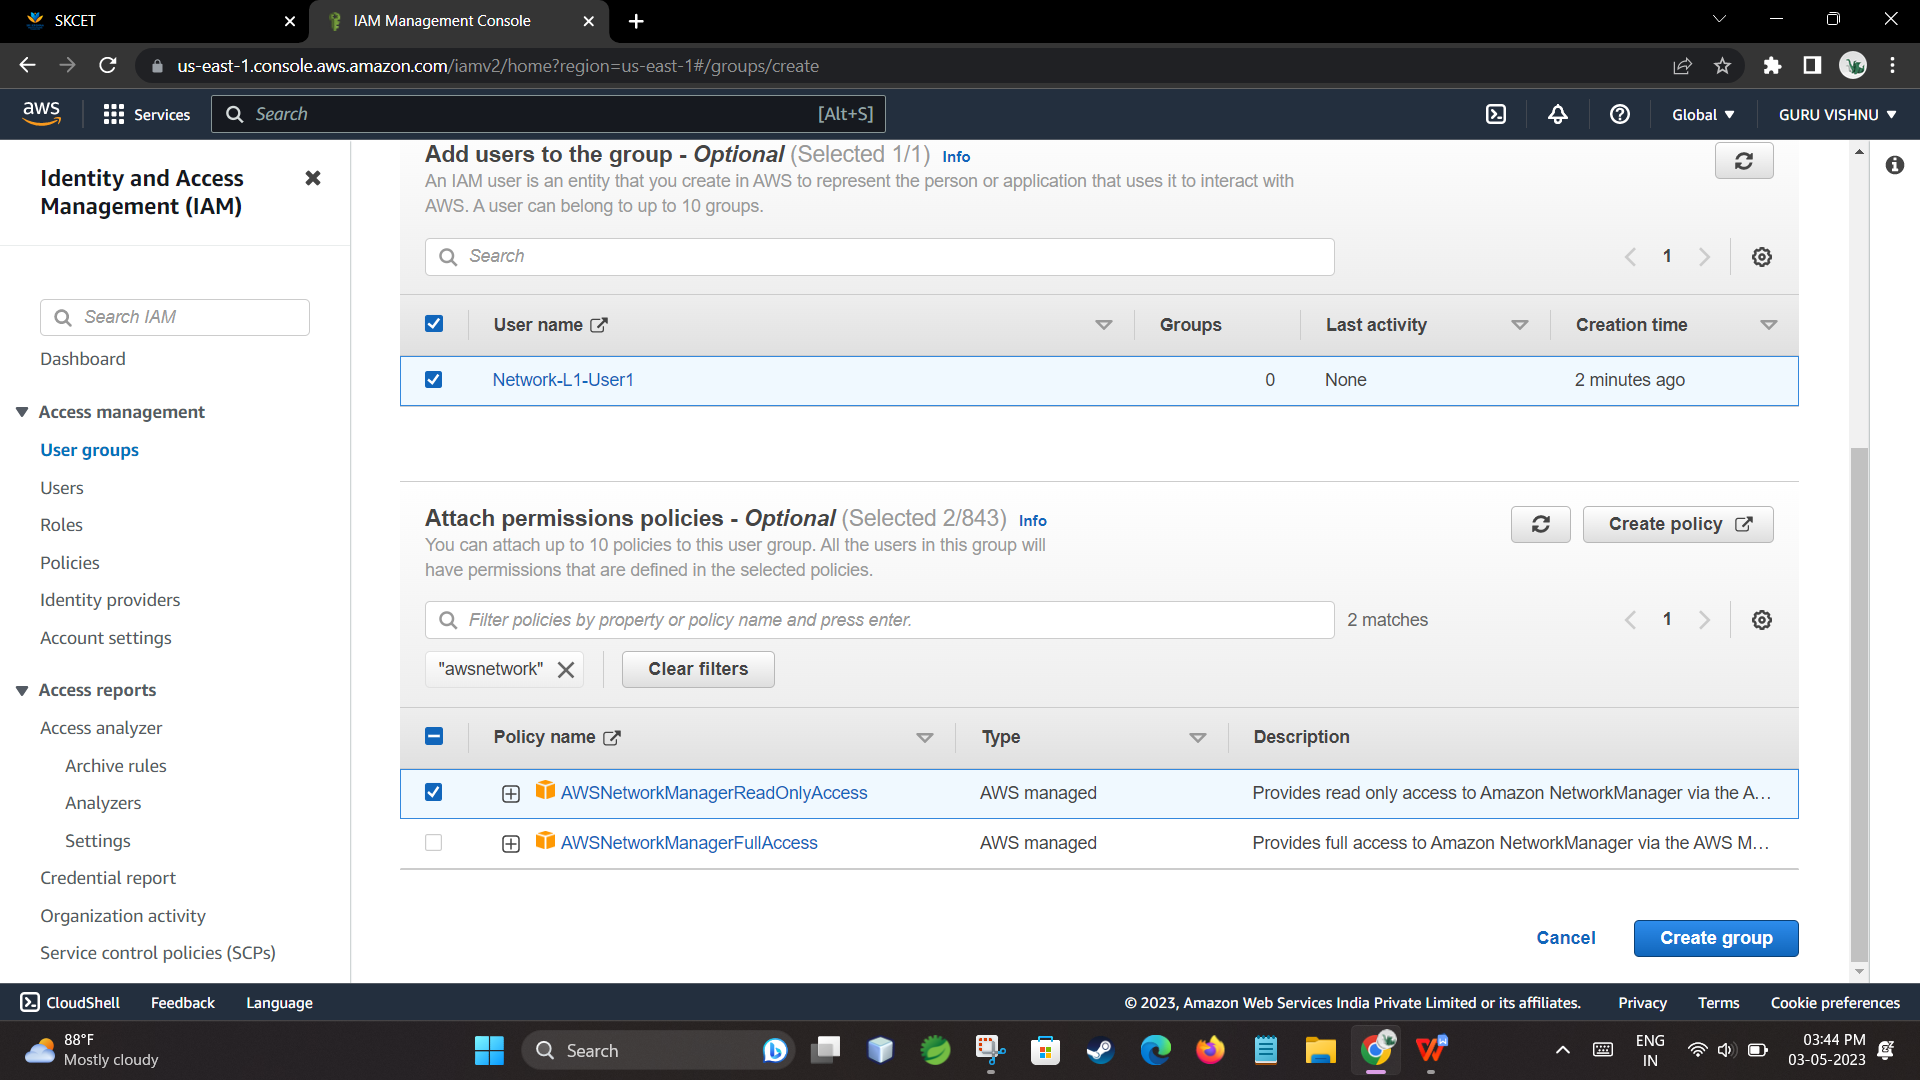 SKCET
IAM Management Console
us-east-1.console.aws.amazon.com/iamv2/home?region=us-east-1#/groups/create
aws
Services
Search
[Alt+S]
Global
GURU VISHNU
Identity and Access
Management (IAM)
Search IAM
Dashboard
Access management
User groups
Users
Roles
Policies
Identity providers
Account settings
Access reports
Access analyzer
Archive rules
Analyzers
Settings
Credential report
Organization activity
Service control policies (SCPs)
Add users to the group - Optional (Selected 1/1) Info
An IAM user is an entity that you create in AWS to represent the person or application that uses it to interact with
AWS. A user can belong to up to 10 groups.
Search
1
User name Groups Last activity Creation time
Network-L1-User1 0 None 2 minutes ago
Attach permissions policies - Optional (Selected 2/843) Info
Create policy
You can attach up to 10 policies to this user group. All the users in this group will
have permissions that are defined in the selected policies.
Filter policies by property or policy name and press enter.
2 matches
1
"awsnetwork"
Clear filters
Policy name Type Description
AWSNetworkManagerReadOnlyAccess AWS managed Provides read only access to Amazon NetworkManager via the A...
AWSNetworkManagerFullAccess AWS managed Provides full access to Amazon NetworkManager via the AWS M...
Cancel
Create group
CloudShell Feedback Language
© 2023, Amazon Web Services India Private Limited or its affiliates. Privacy Terms Cookie preferences
88°F
Mostly cloudy
Search
ENG
IN
03:44 PM
03-05-2023